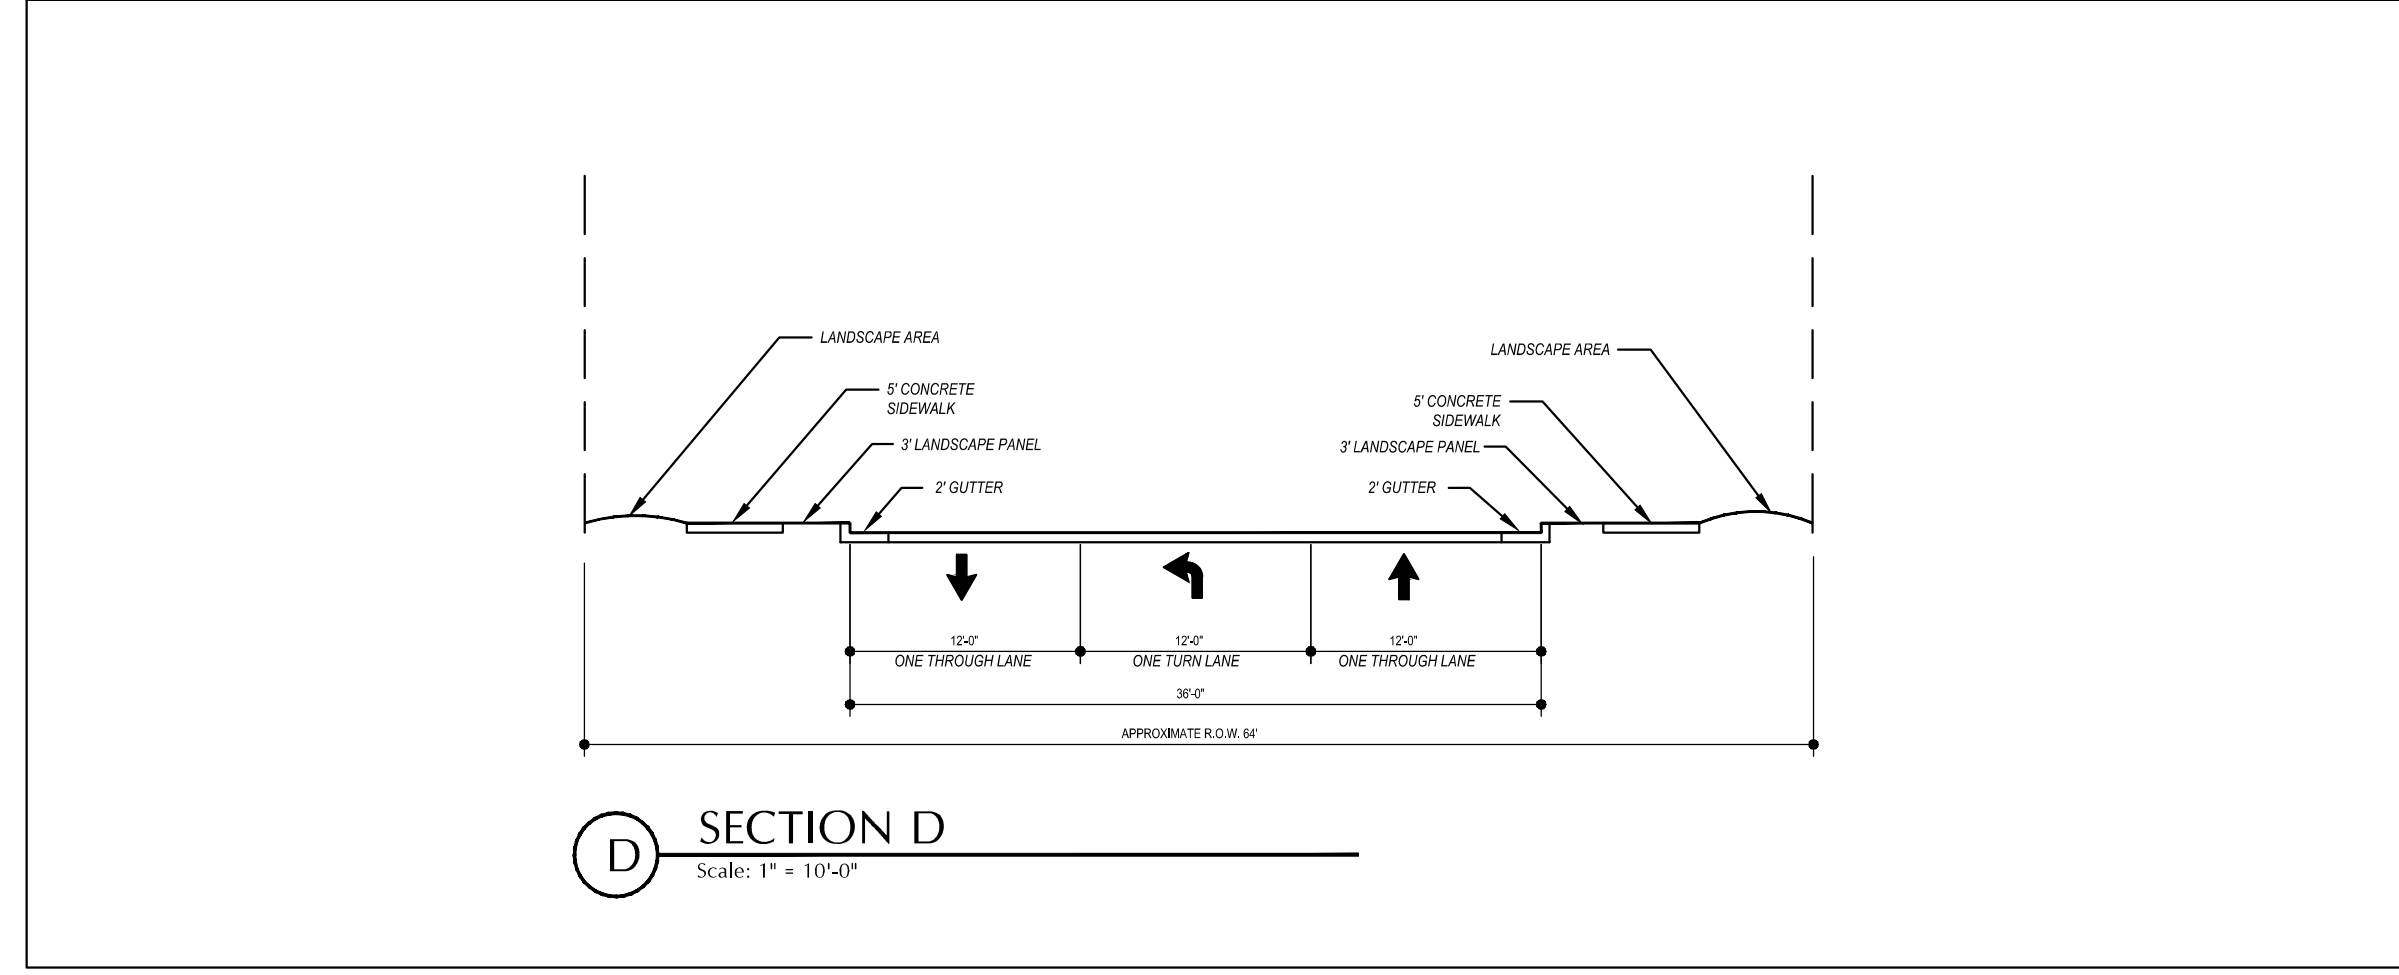 LANDSCAPE AREA
LANDSCAPE AREA
5' CONCRETE
SIDEWALK
5' CONCRETE
SIDEWALK
3' LANDSCAPE PANEL
3' LANDSCAPE PANEL
2' GUTTER
2' GUTTER
12'-0"
12'-0"
12'-0"
ONE THROUGH LANE
ONE TURN LANE
ONE THROUGH LANE
36'-0"
APPROXIMATE R.O.W. 64'
D
SECTION D
Scale: 1" = 10'-0"